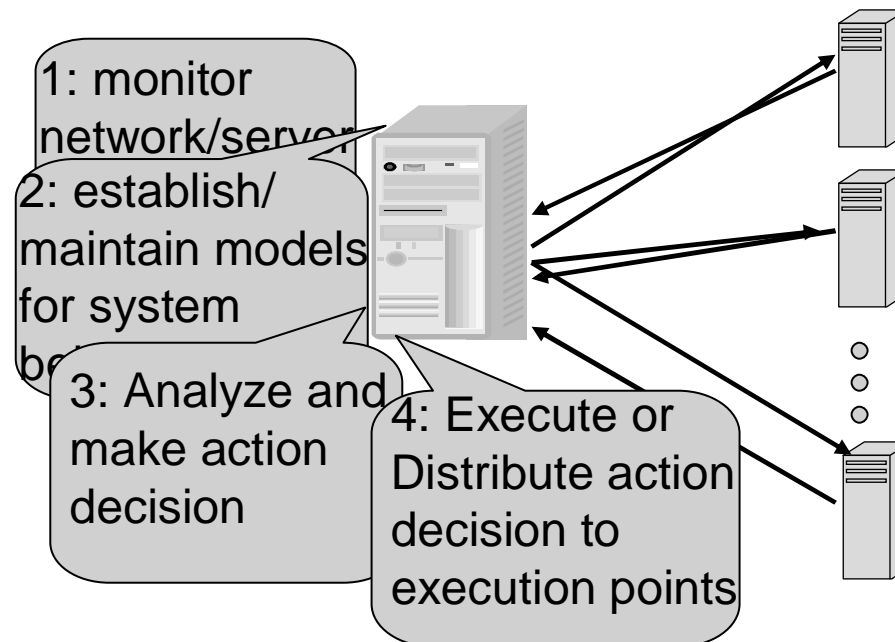 1: monitor
network/server
2: establish/
maintain models
for system
3: Analyze and
make action
decision
4: Execute or
Distribute action
decision to
execution points